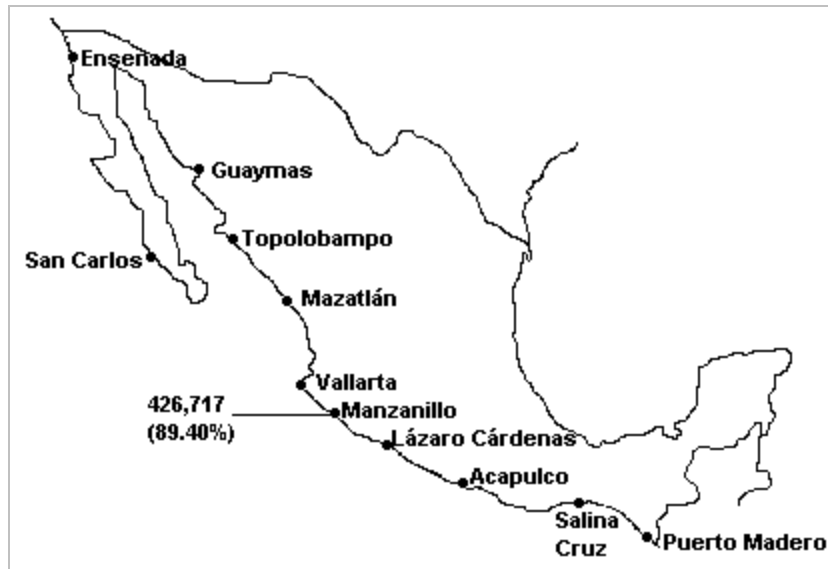 Ensenada
Guaymas
Topolobampo
San Carlos
Mazatlán
Vallarta
426,717
(89.40%)
Manzanillo
Lázaro Cárdenas
Acapulco
Salina
Cruz
Puerto Madero